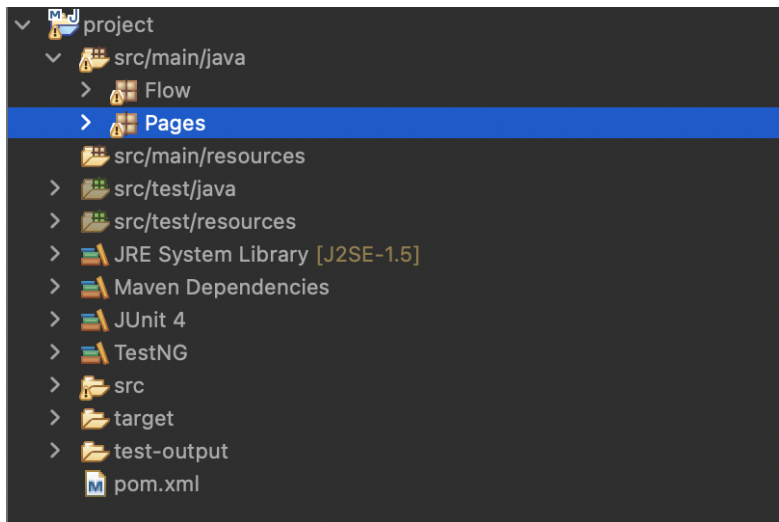 project
src/main/java
Flow
Pages
src/main/resources
src/test/java
src/test/resources
JRE System Library [J2SE-1.5]
Maven Dependencies
JUnit 4
TestNG
src
target
test-output
pom.xml